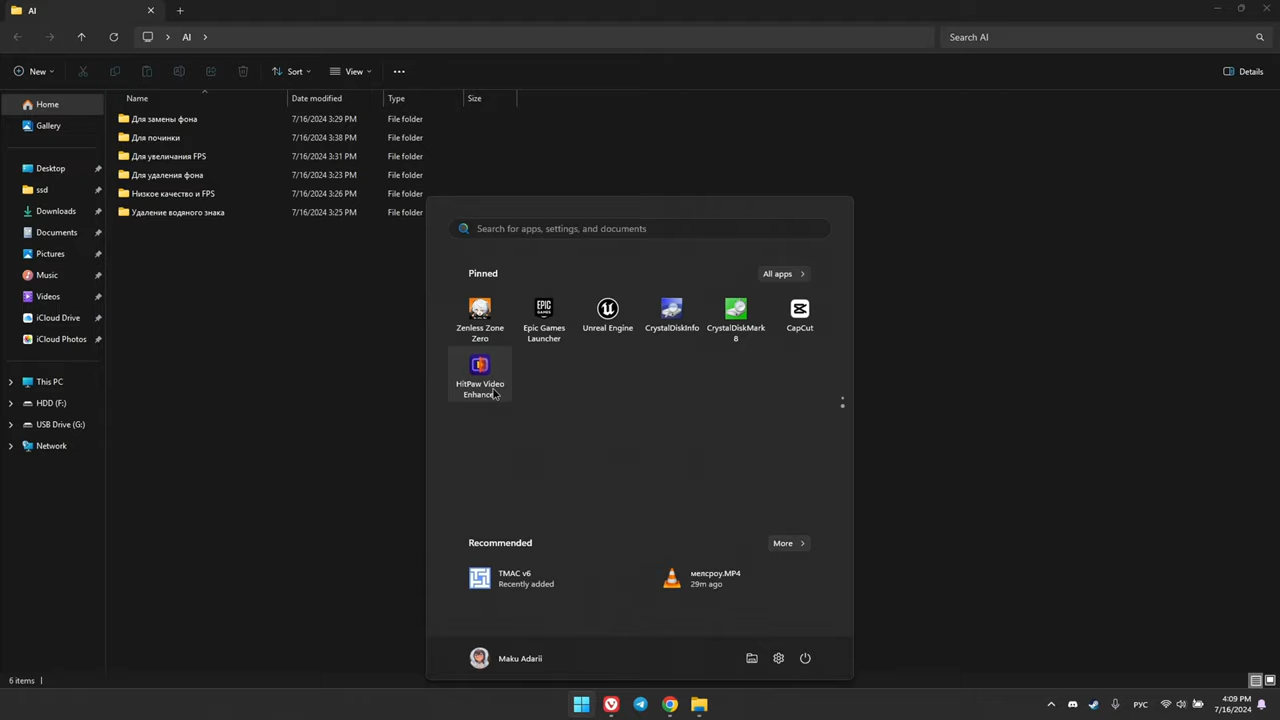 AI
AI
Search AI
New
Sort
View
Details
Name
Date modified
Type
Size
Home
Gallery
Desktop
ssd
Downloads
Documents
Pictures
Music
Videos
iCloud Drive
iCloud Photos
This PC
HDD (F:)
USB Drive (G:)
Network
Для замены фона 7/16/2024 3:29 PM File folder
Для починки 7/16/2024 3:38 PM File folder
Для увеличания FPS 7/16/2024 3:31 PM File folder
Для удаления фона 7/16/2024 3:23 PM File folder
Низкое качество и FPS 7/16/2024 3:26 PM File folder
Удаление водяного знака 7/16/2024 3:25 PM File folder
Search for apps, settings, and documents
Pinned
All apps
Zenless Zone
Zero
EPIC
GAMES
Epic Games
Launcher
Unreal Engine
CrystalDiskInfo
CrystalDiskMark
8
CapCut
HitPaw Video
Enhancer
Recommended
More
TMAC v6
Recently added
мелсроу.MP4
29m ago
Maku Adarii
6 items
РУС
4:09 PM
7/16/2024